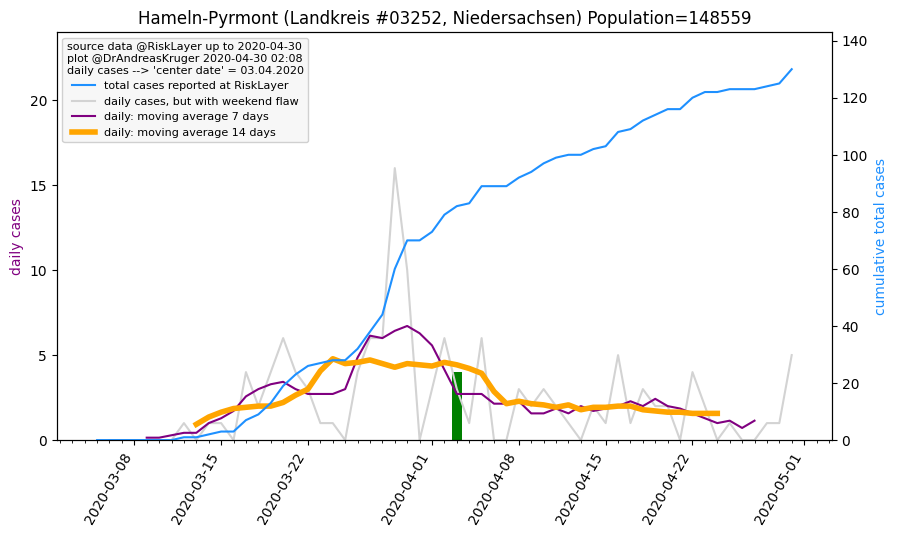 Hameln-Pyrmont (Landkreis #03252, Niedersachsen) Population=148559
source data @RiskLayer up to 2020-04-30
plot @DrAndreasKruger 2020-04-30 02:08
daily cases --> 'center date' = 03.04.2020
total cases reported at RiskLayer
daily cases, but with weekend flaw
daily: moving average 7 days
daily: moving average 14 days
daily cases
0
5
10
15
20
cumulative total cases
0
20
40
60
80
100
120
140
2020-03-08
2020-03-15
2020-03-22
2020-04-01
2020-04-08
2020-04-15
2020-04-22
2020-05-01